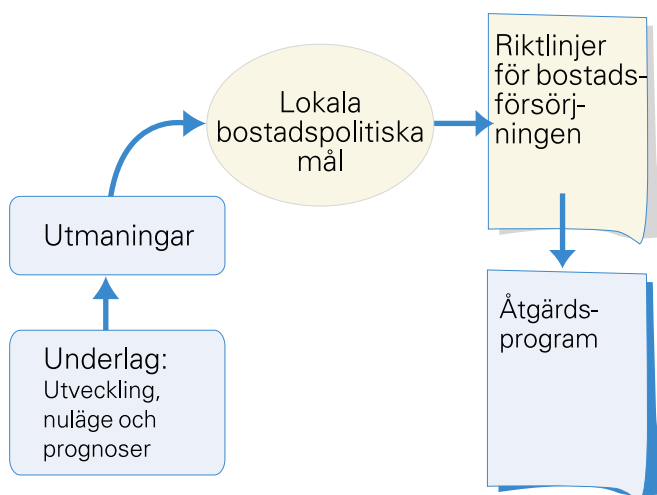 Underlag:
Utveckling,
nuläge och
prognoser
Utmaningar
Lokala
bostadspolitiska
mål
Riktlinjer
för bostads-
försörj-
ningen
Åtgärds-
program